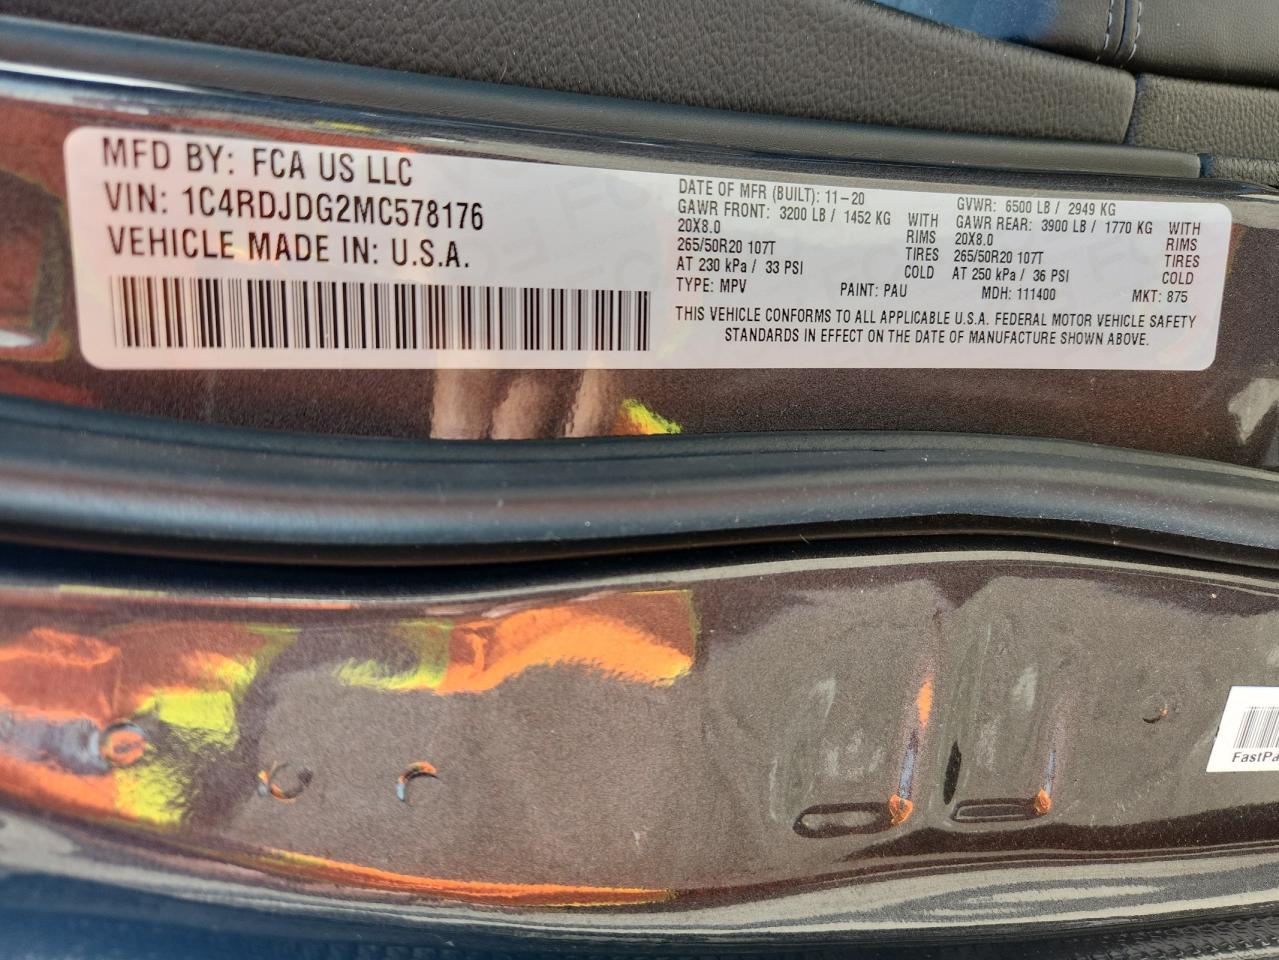 MFD BY: FCA US LLC
VIN: 1C4RDJDG2MC578176
VEHICLE MADE IN: U.S.A.
DATE OF MFR (BUILT): 11-20 GVWR: 6500 LB / 2949 KG
GAWR FRONT: 3200 LB / 1452 KG WITH GAWR REAR: 3900 LB / 1770 KG WITH
20X8.0 RIMS 20X8.0 RIMS
265/50R20 107T TIRES 265/50R20 107T TIRES
AT 230 kPa / 33 PSI COLD AT 250 kPa / 36 PSI COLD
TYPE: MPV PAINT: PAU MDH: 111400 MKT: 875
THIS VEHICLE CONFORMS TO ALL APPLICABLE U.S.A. FEDERAL MOTOR VEHICLE SAFETY
STANDARDS IN EFFECT ON THE DATE OF MANUFACTURE SHOWN ABOVE.
FastPa